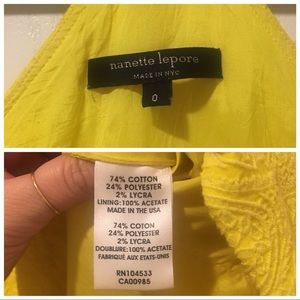 nanette lepore
MADE IN NYC
0
74% COTTON
24% POLYESTER
2% LYCRA
LINING:100% ACETATE
MADE IN THE USA
74% COTTON
24% POLYESTER
2% LYCRA
DOUBLURE:100% ACETATE
FABRIQUÉ AUX ETATS-UNIS
RN104533
CA00985